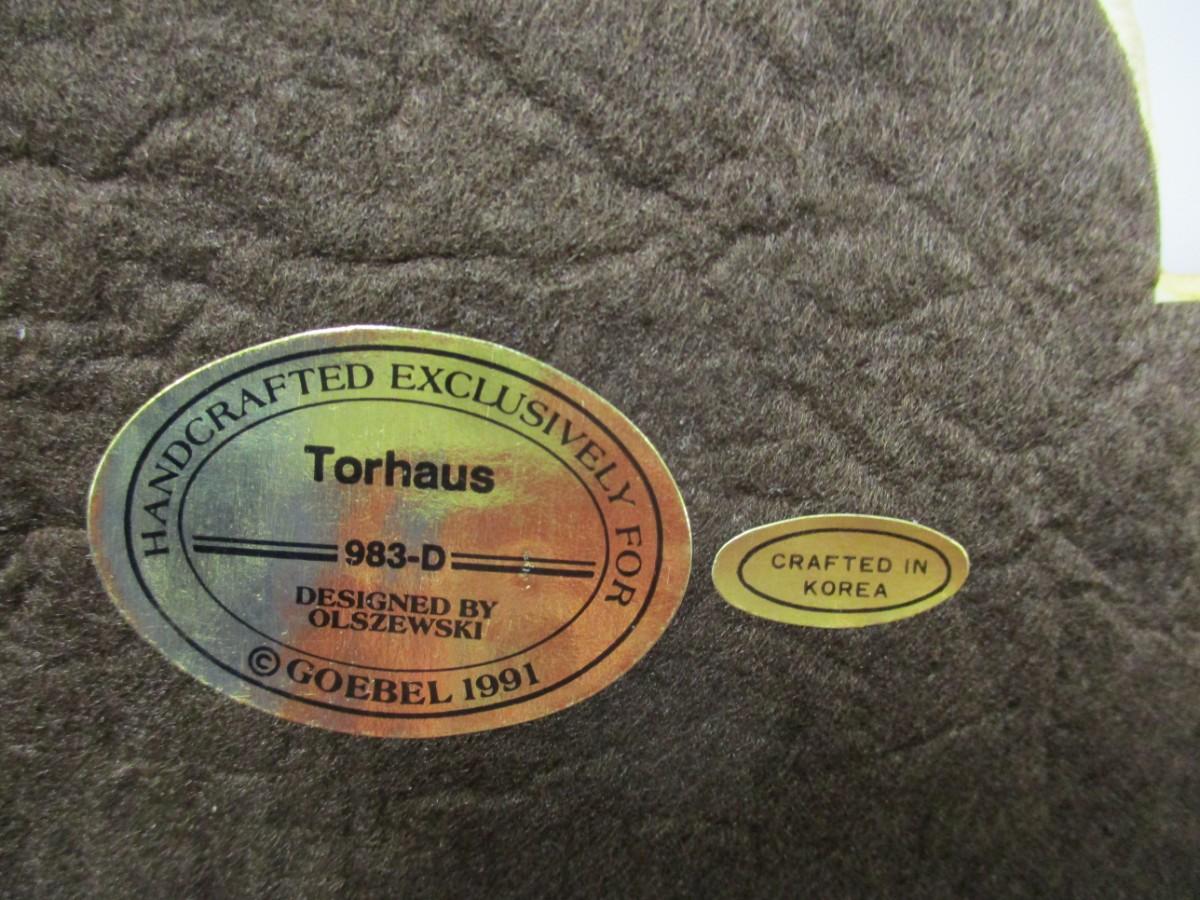 HANDCRAFTED EXCLUSIVELY FOR
Torhaus
983-D
DESIGNED BY
OLSZEWSKI
© GOEBEL 1991
CRAFTED IN
KOREA